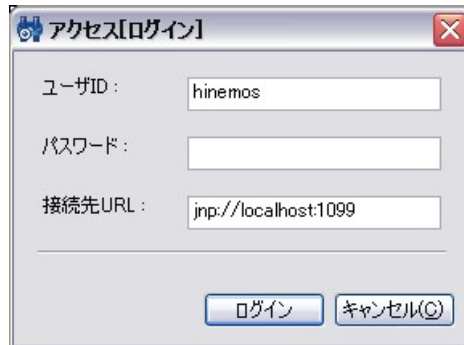 アクセス[ログイン]
ユーザID :
hinemos
パスワード :
接続先URL :
jnp://localhost:1099
ログイン
キャンセル(C)